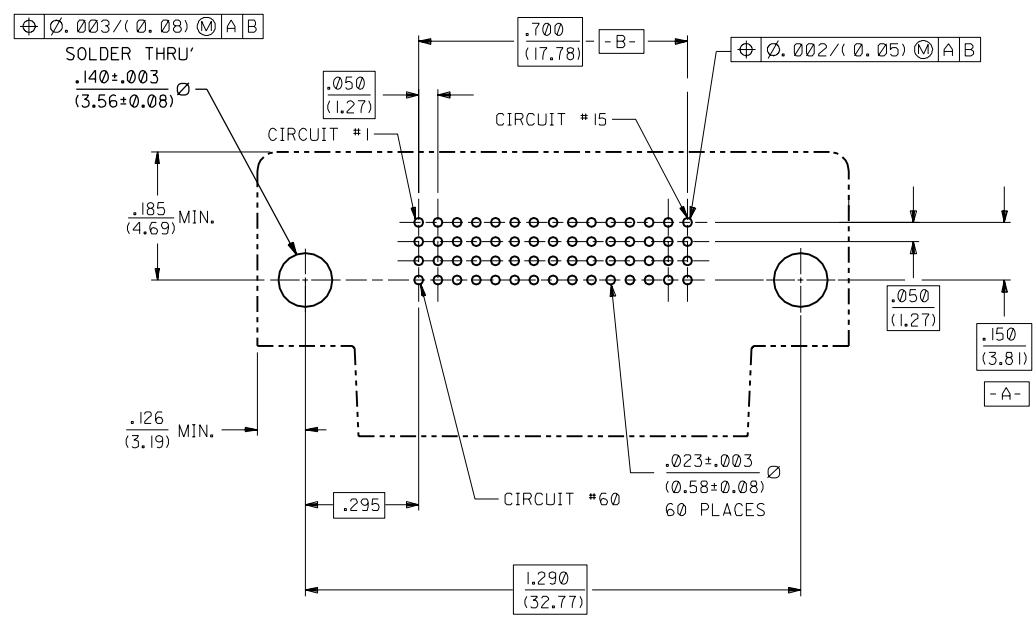 ⌖ Ø.003/(0.08) Ⓜ A B
SOLDER THRU'
.140±.003
(3.56±0.08) Ø
.700
(17.78)
-B-
⌖ Ø.002/(0.05) Ⓜ A B
.050
(1.27)
CIRCUIT #1
CIRCUIT #15
.185
(4.69) MIN.
.050
(1.27)
.150
(3.81)
-A-
.126
(3.19) MIN.
.295
CIRCUIT #60
.023±.003
(0.58±0.08) Ø
60 PLACES
1.290
(32.77)